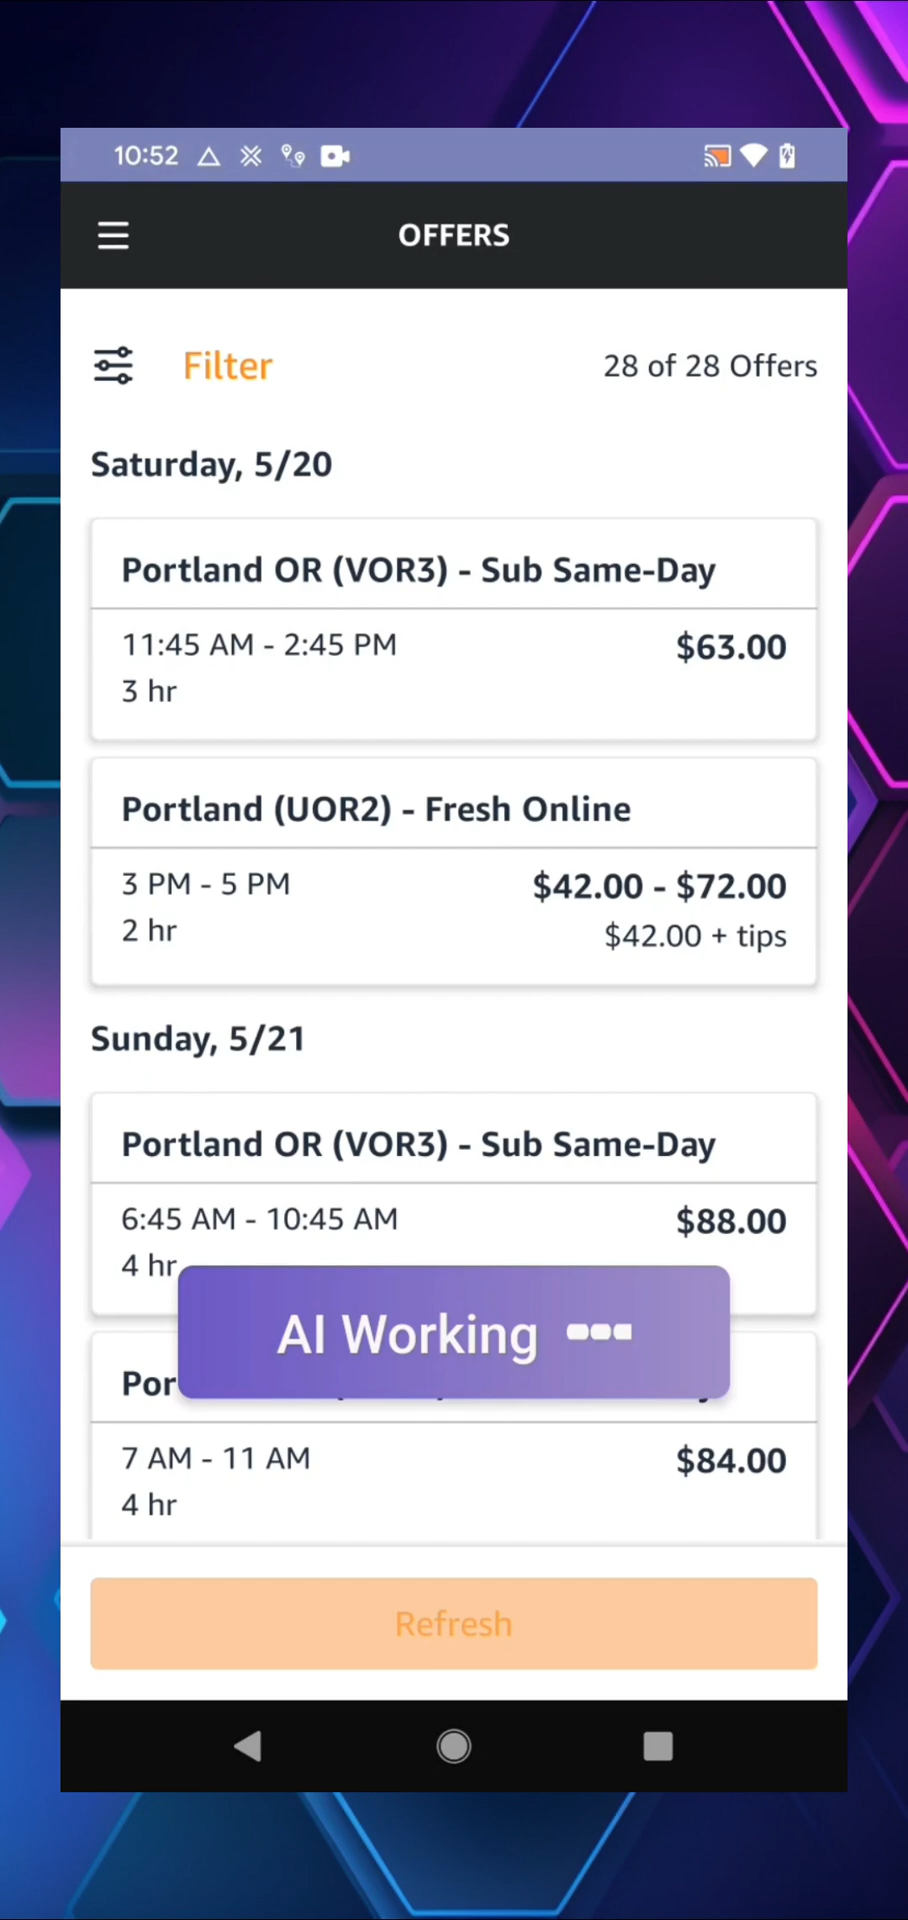 10:52
OFFERS
Filter
28 of 28 Offers
Saturday, 5/20
Portland OR (VOR3) - Sub Same-Day
11:45 AM - 2:45 PM
$63.00
3 hr
Portland (UOR2) - Fresh Online
3 PM - 5 PM
$42.00 - $72.00
2 hr
$42.00 + tips
Sunday, 5/21
Portland OR (VOR3) - Sub Same-Day
6:45 AM - 10:45 AM
$88.00
4 hr
AI Working
Por
7 AM - 11 AM
$84.00
4 hr
Refresh